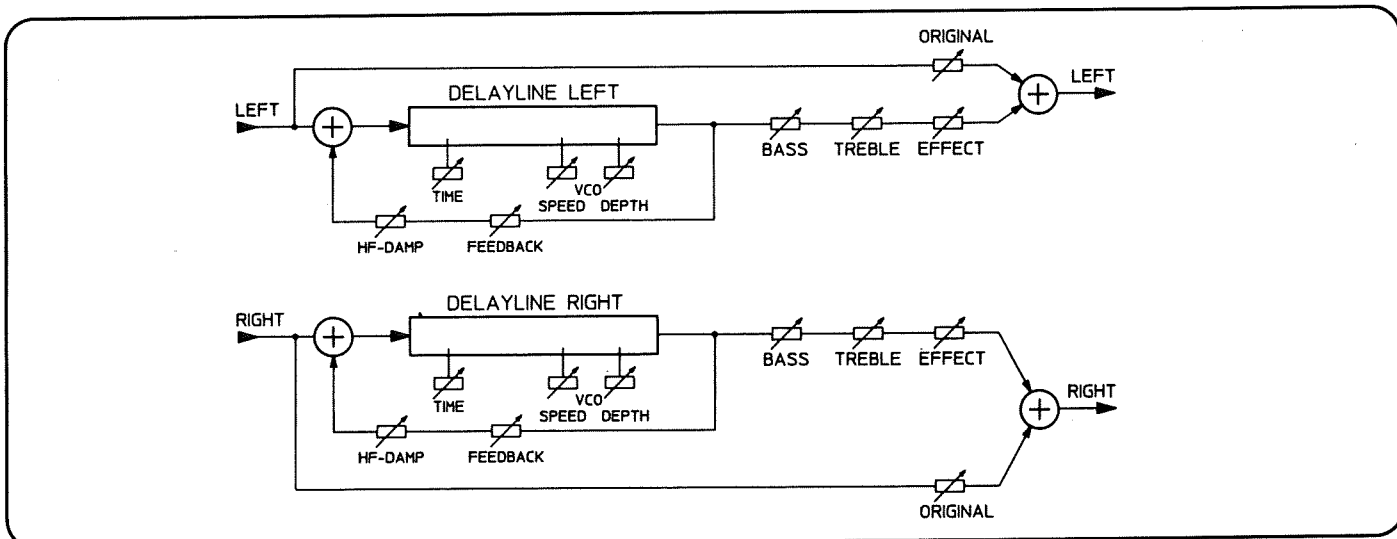 ORIGINAL
LEFT
DELAYLINE LEFT
LEFT
BASS
TREBLE
EFFECT
TIME
VCO
SPEED DEPTH
HF-DAMP
FEEDBACK
DELAYLINE RIGHT
RIGHT
BASS
TREBLE
EFFECT
TIME
VCO
SPEED DEPTH
RIGHT
HF-DAMP
FEEDBACK
ORIGINAL